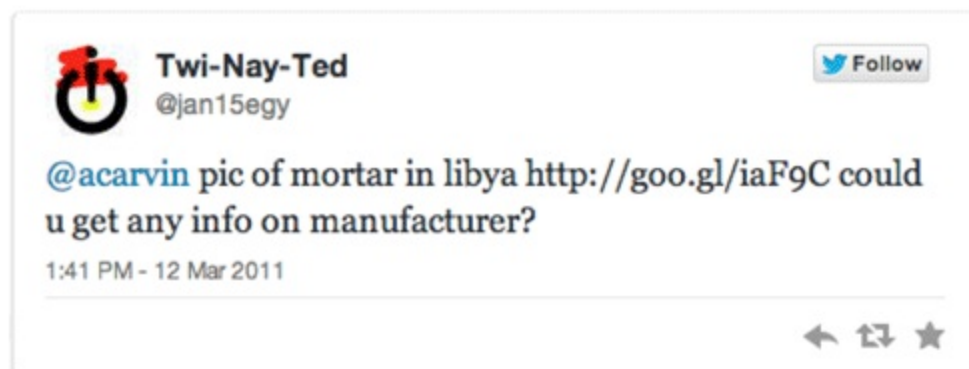 Twi-Nay-Ted
Follow
@jan15egy
@acarvin pic of mortar in libya http://goo.gl/iaF9C could
u get any info on manufacturer?
1:41 PM - 12 Mar 2011